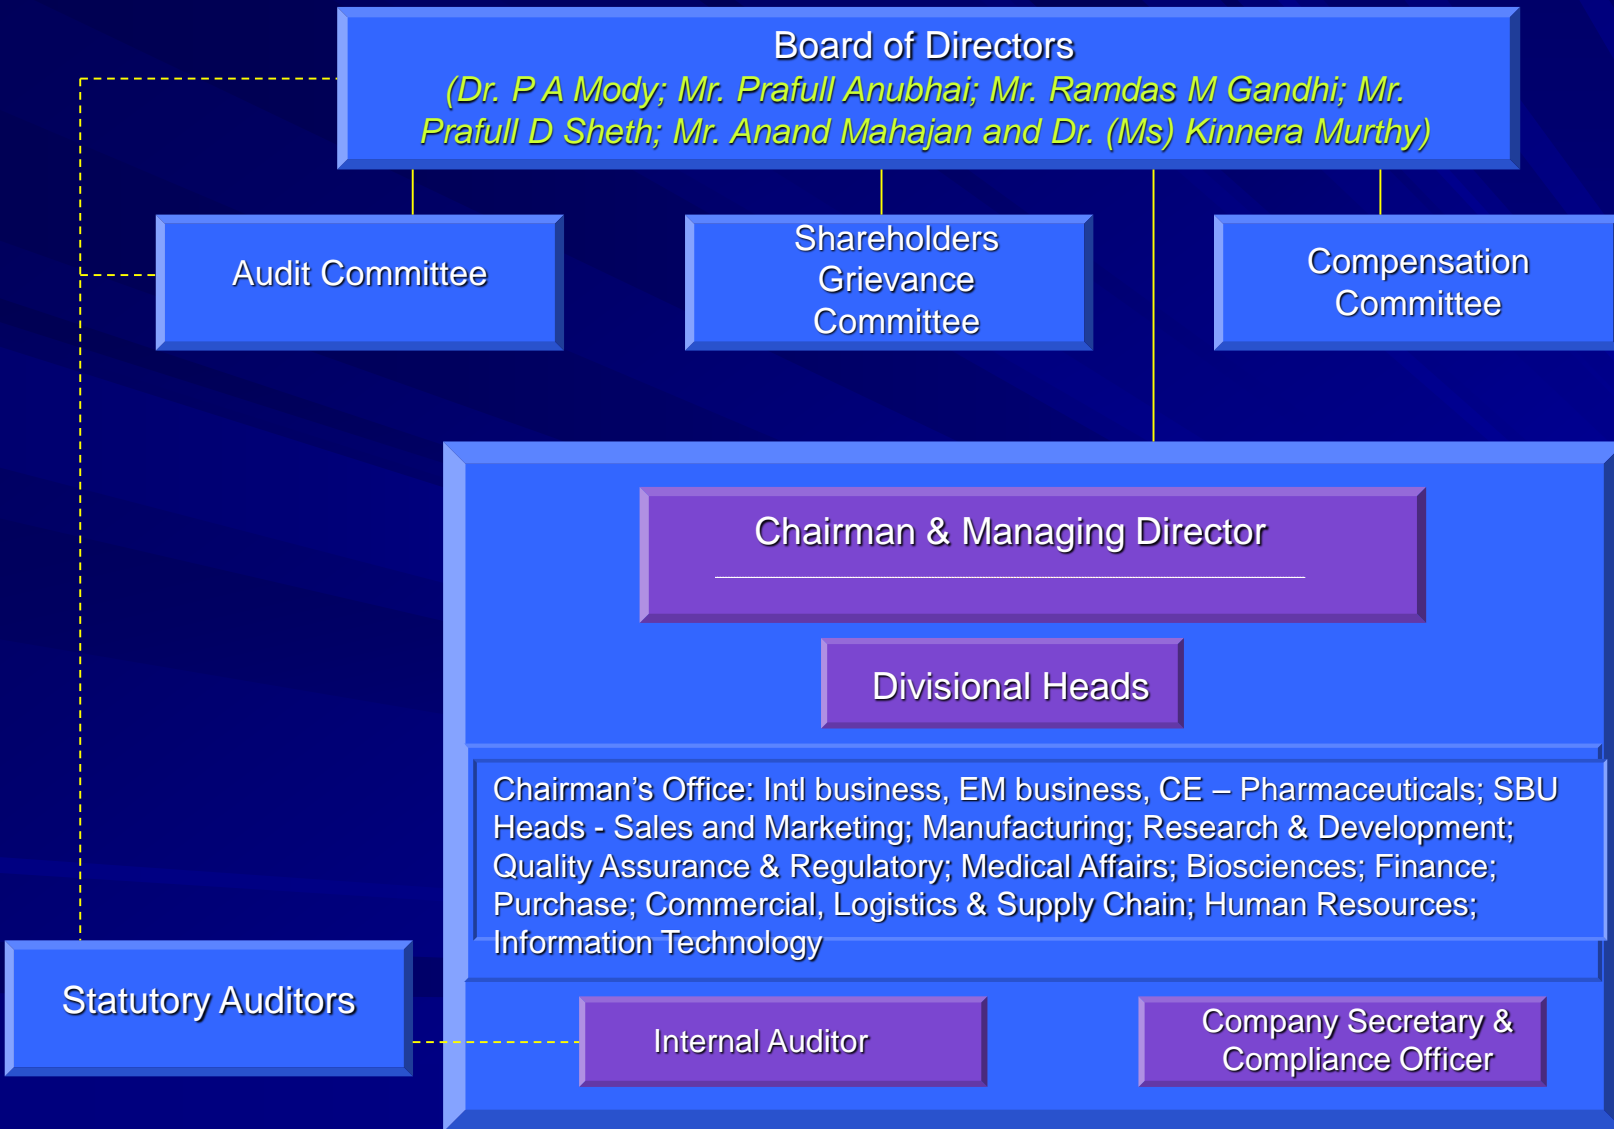 Board of Directors
(Dr. P A Mody; Mr. Prafull Anubhai; Mr. Ramdas M Gandhi; Mr.
Prafull D Sheth; Mr. Anand Mahajan and Dr. (Ms) Kinnera Murthy)
Audit Committee
Shareholders
Grievance
Committee
Compensation
Committee
Chairman & Managing Director
Divisional Heads
Chairman’s Office: Intl business, EM business, CE – Pharmaceuticals; SBU
Heads - Sales and Marketing; Manufacturing; Research & Development;
Quality Assurance & Regulatory; Medical Affairs; Biosciences; Finance;
Purchase; Commercial, Logistics & Supply Chain; Human Resources;
Information Technology
Statutory Auditors
Internal Auditor
Company Secretary &
Compliance Officer